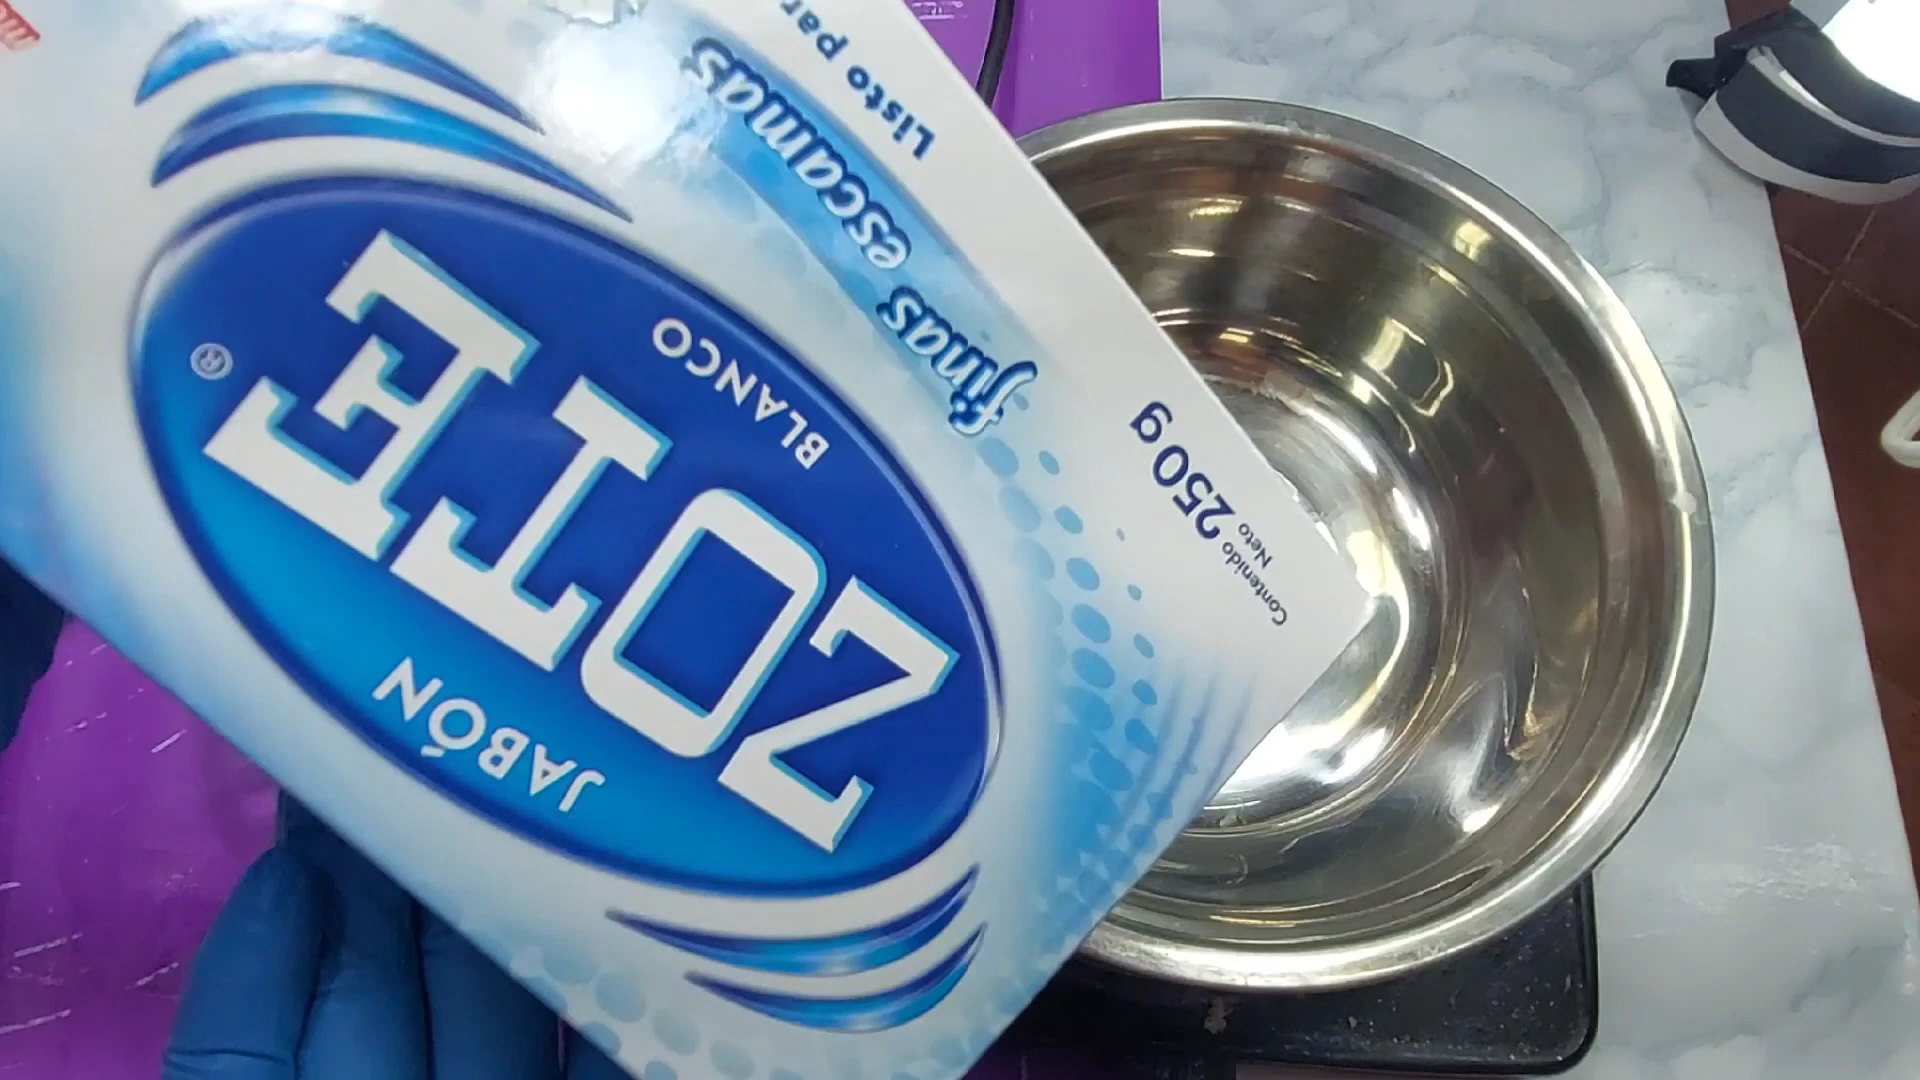 JABÓN
ZOTE®
BLANCO
finas escamas
Listo par
Contenido
Neto 250 g